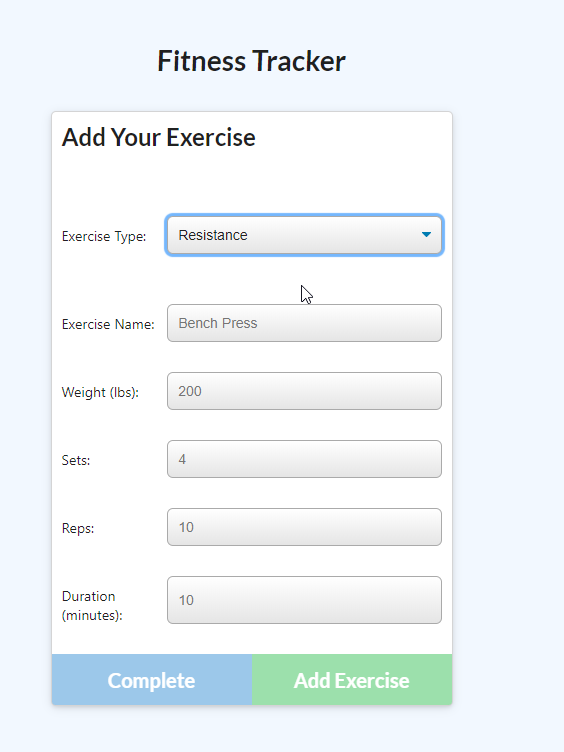 Fitness Tracker
Add Your Exercise
Exercise Type: Resistance
Exercise Name: Bench Press
Weight (lbs): 200
Sets: 4
Reps: 10
Duration
(minutes): 10
Complete Add Exercise